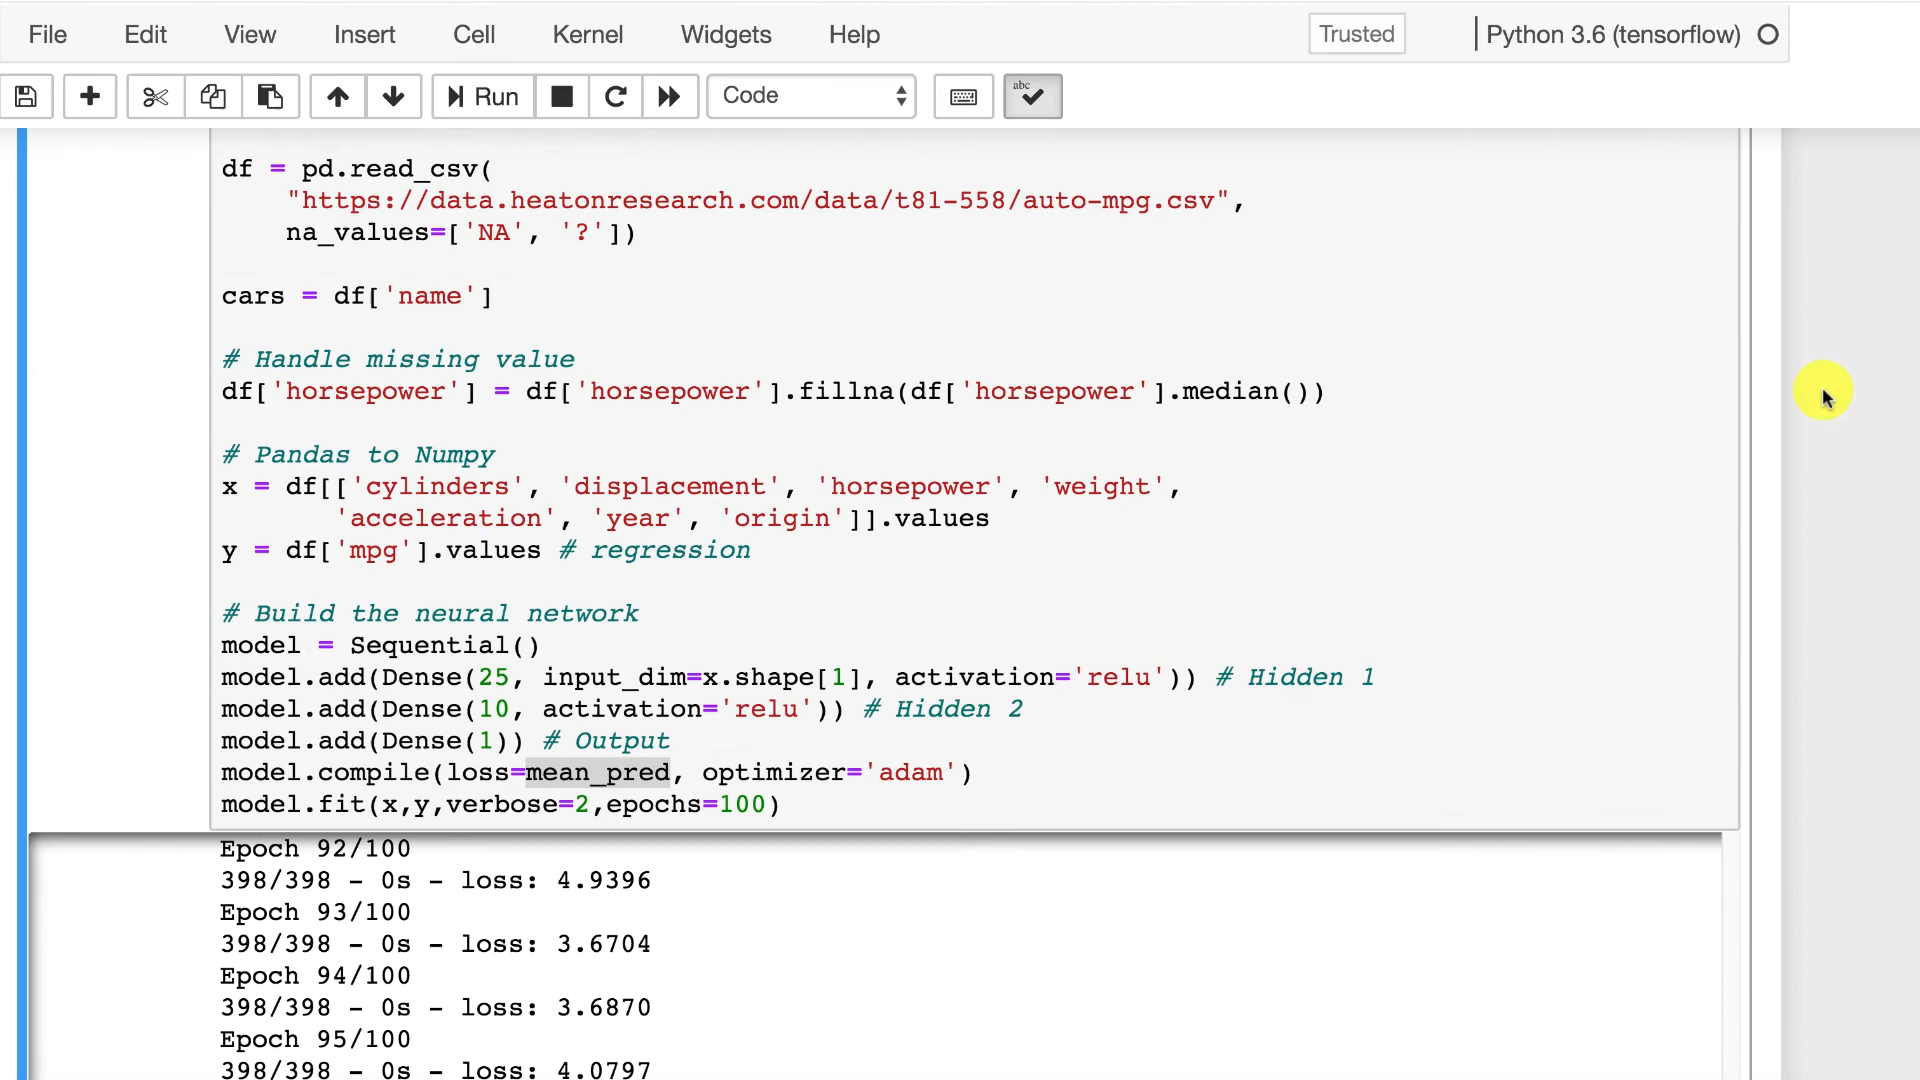 File Edit View Insert Cell Kernel Widgets Help Trusted Python 3.6 (tensorflow)
Run Code abc
df = pd.read_csv(
    "https://data.heatonresearch.com/data/t81-558/auto-mpg.csv",
    na_values=['NA', '?'])
cars = df['name']
# Handle missing value
df['horsepower'] = df['horsepower'].fillna(df['horsepower'].median())
# Pandas to Numpy
x = df[['cylinders', 'displacement', 'horsepower', 'weight',
       'acceleration', 'year', 'origin']].values
y = df['mpg'].values # regression
# Build the neural network
model = Sequential()
model.add(Dense(25, input_dim=x.shape[1], activation='relu')) # Hidden 1
model.add(Dense(10, activation='relu')) # Hidden 2
model.add(Dense(1)) # Output
model.compile(loss=mean_pred, optimizer='adam')
model.fit(x,y,verbose=2,epochs=100)
Epoch 92/100
398/398 - 0s - loss: 4.9396
Epoch 93/100
398/398 - 0s - loss: 3.6704
Epoch 94/100
398/398 - 0s - loss: 3.6870
Epoch 95/100
398/398 - 0s - loss: 4.0797